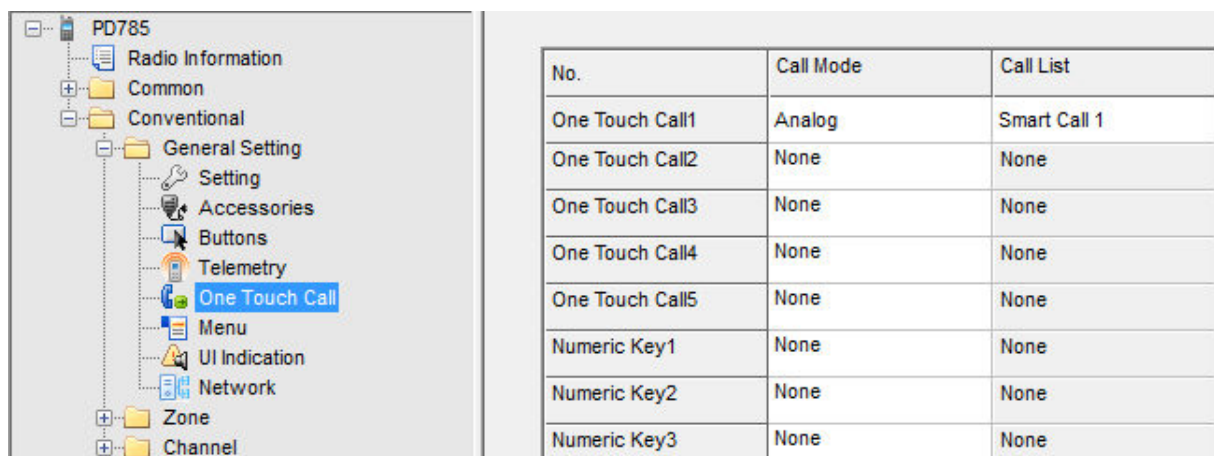 PD785
Radio Information
Common
Conventional
General Setting
Setting
Accessories
Buttons
Telemetry
One Touch Call
Menu
UI Indication
Network
Zone
Channel
No. Call Mode Call List
One Touch Call1 Analog Smart Call 1
One Touch Call2 None None
One Touch Call3 None None
One Touch Call4 None None
One Touch Call5 None None
Numeric Key1 None None
Numeric Key2 None None
Numeric Key3 None None